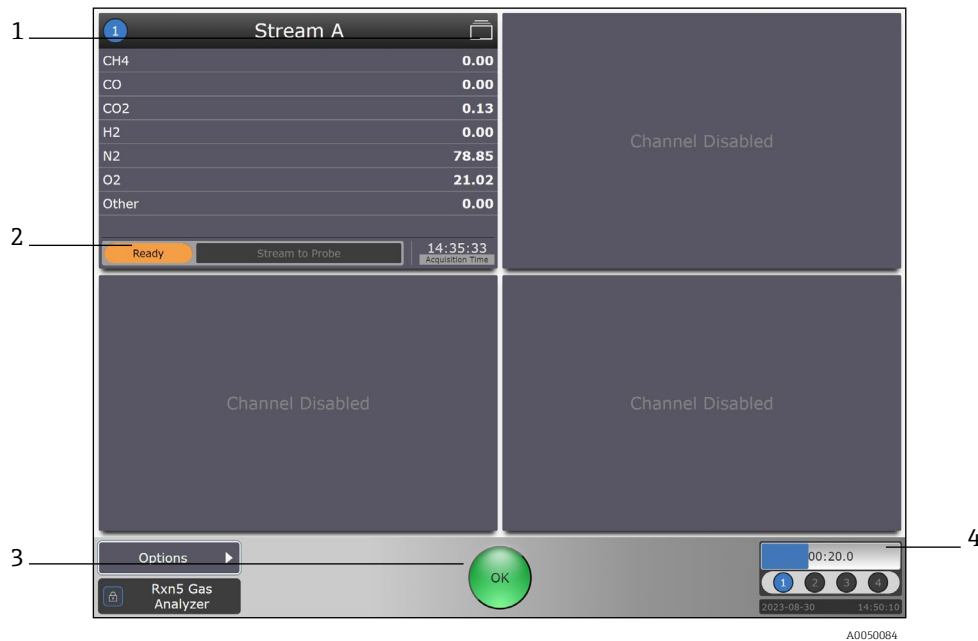 1
1 Stream A
CH4 0.00
CO 0.00
CO2 0.13
H2 0.00
N2 78.85
O2 21.02
Other 0.00
2
Ready Stream to Probe 14:35:33
Acquisition Time
Channel Disabled
Channel Disabled
Channel Disabled
3
Options
Rxn5 Gas
Analyzer
OK
4
00:20.0
1 2 3 4
2023-08-30 14:50:10
A0050084